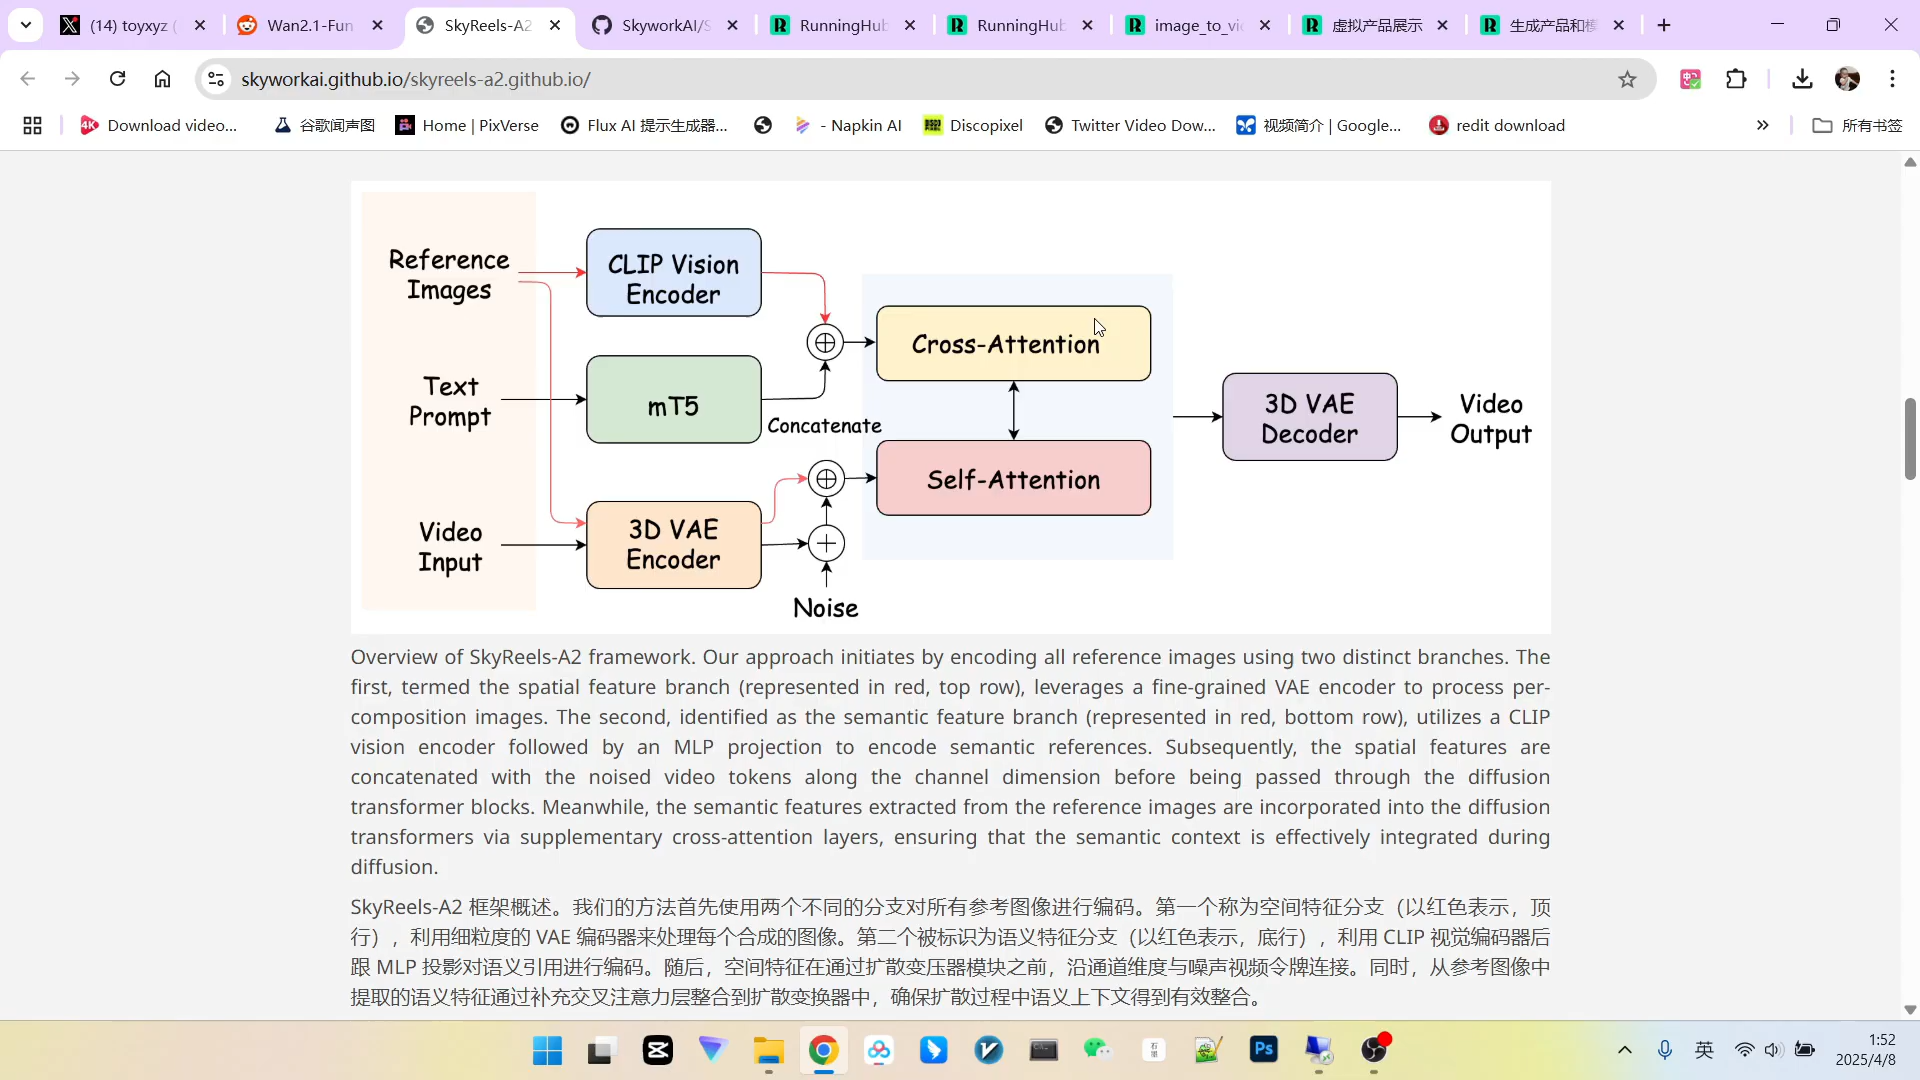 (14) toyxyz (
Wan2.1-Fun
SkyReels-A2
SkyworkAI/S
RunningHub
RunningHub
image_to_vi
虚拟产品展示
生成产品和模
skyworkai.github.io/skyreels-a2.github.io/
Download video...
谷歌闻声图
Home | PixVerse
Flux AI 提示生成器...
- Napkin AI
Discopixel
Twitter Video Dow...
视频简介 | Google...
redit download
所有书签
Reference
Images
CLIP Vision
Encoder
Cross-Attention
Text
Prompt
mT5
Concatenate
3D VAE
Decoder
Video
Output
Self-Attention
Video
Input
3D VAE
Encoder
Noise
Overview of SkyReels-A2 framework. Our approach initiates by encoding all reference images using two distinct branches. The
first, termed the spatial feature branch (represented in red, top row), leverages a fine-grained VAE encoder to process per-
composition images. The second, identified as the semantic feature branch (represented in red, bottom row), utilizes a CLIP
vision encoder followed by an MLP projection to encode semantic references. Subsequently, the spatial features are
concatenated with the noised video tokens along the channel dimension before being passed through the diffusion
transformer blocks. Meanwhile, the semantic features extracted from the reference images are incorporated into the diffusion
transformers via supplementary cross-attention layers, ensuring that the semantic context is effectively integrated during
diffusion.
SkyReels-A2 框架概述。我们的方法首先使用两个不同的分支对所有参考图像进行编码。第一个称为空间特征分支（以红色表示，顶
行），利用细粒度的 VAE 编码器来处理每个合成的图像。第二个被标识为语义特征分支（以红色表示，底行），利用 CLIP 视觉编码器后
跟 MLP 投影对语义引用进行编码。随后，空间特征在通过扩散变压器模块之前，沿通道维度与噪声视频令牌连接。同时，从参考图像中
提取的语义特征通过补充交叉注意力层整合到扩散变换器中，确保扩散过程中语义上下文得到有效整合。
Ps
英
1:52
2025/4/8